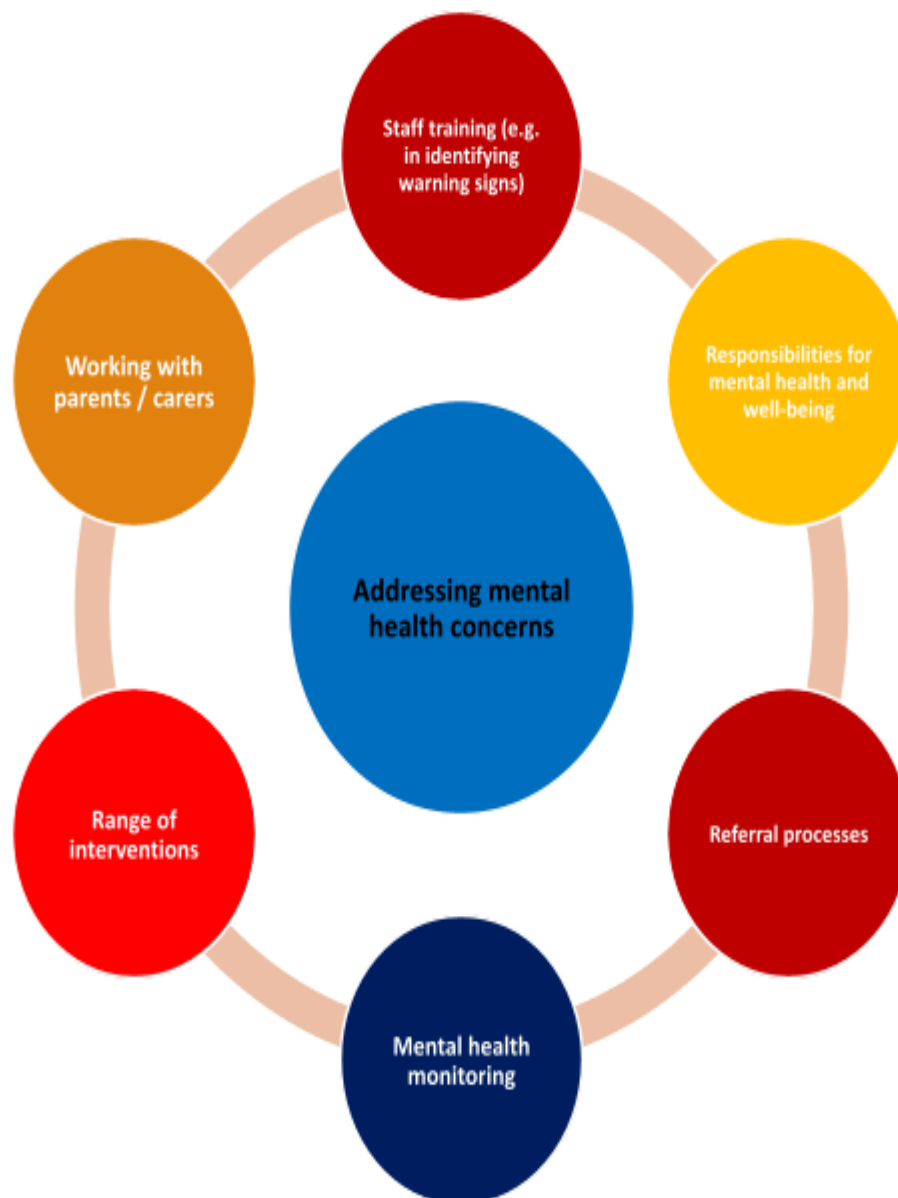 Staff training (e.g.
in identifying
warning signs)
Working with
parents / carers
Responsibilities for
mental health and
well-being
Addressing mental
health concerns
Range of
interventions
Referral processes
Mental health
monitoring